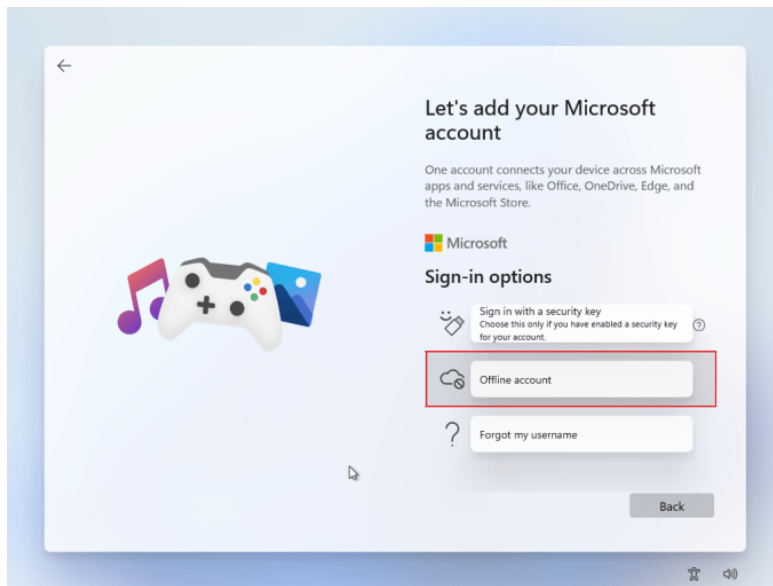 Let's add your Microsoft
account
One account connects your device across Microsoft
apps and services, like Office, OneDrive, Edge, and
the Microsoft Store.
Microsoft
Sign-in options
Sign in with a security key
Choose this only if you have enabled a security key
for your account.
?
Offline account
Forgot my username
Back